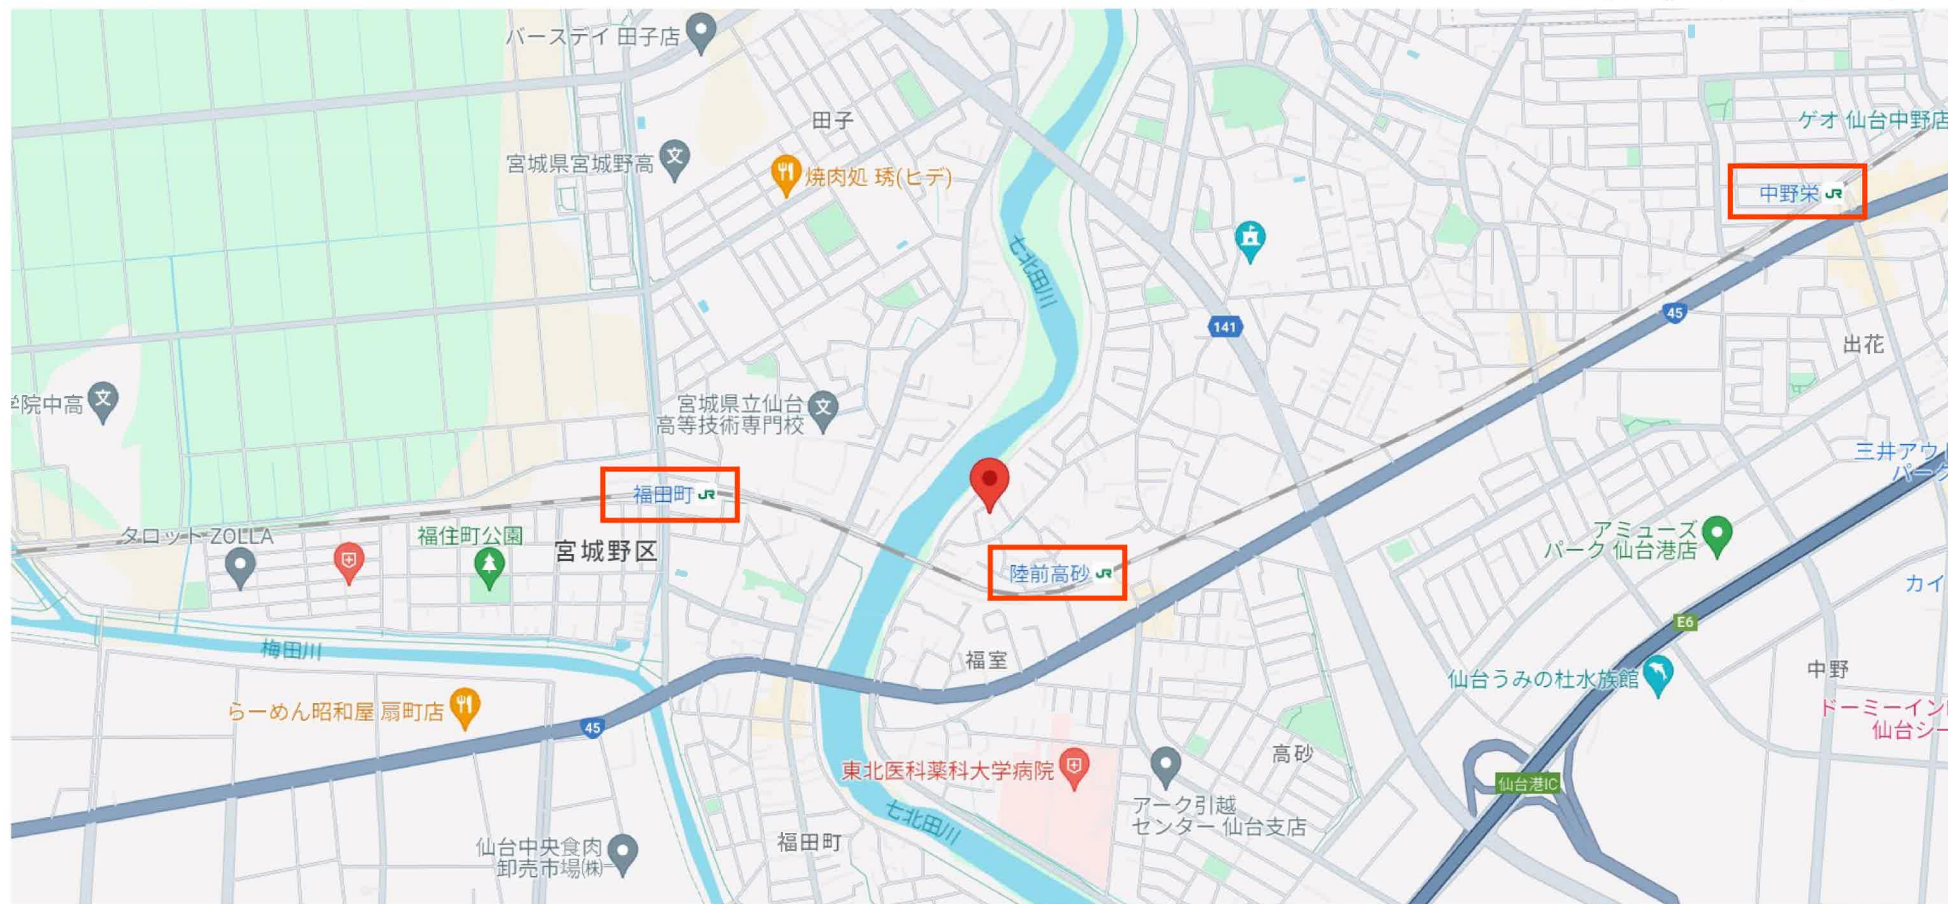 バースデイ 田子店
田子
ゲオ 仙台中野店
宮城県宮城野高
焼肉処 琇(ヒデ)
中野栄
七北田川
141
45
出花
学院中高
宮城県立仙台
高等技術専門校
三井アウト
パーク
福田町
タロット ZOLLA
福住町公園
宮城野区
陸前高砂
アミューズ
パーク 仙台港店
カイ
E6
梅田川
福室
中野
仙台うみの杜水族館
らーめん昭和屋 扇町店
45
ドーミーイン
仙台シー
高砂
東北医科薬科大学病院
仙台港IC
アーク引越
センター 仙台支店
七北田川
福田町
仙台中央食肉
卸売市場㈱